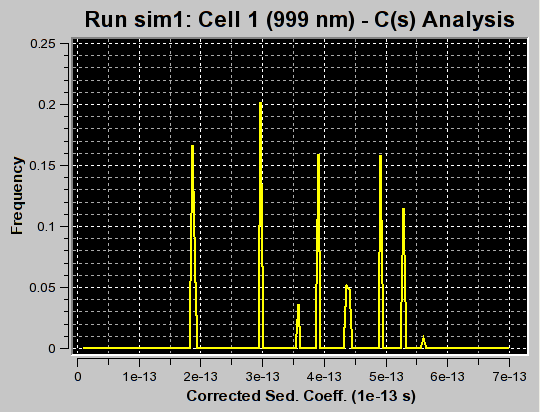 Run sim1: Cell 1 (999 nm) - C(s) Analysis
0.25
0.2
0.15
0.1
0.05
0
Frequency
0 1e-13 2e-13 3e-13 4e-13 5e-13 6e-13 7e-13
Corrected Sed. Coeff. (1e-13 s)